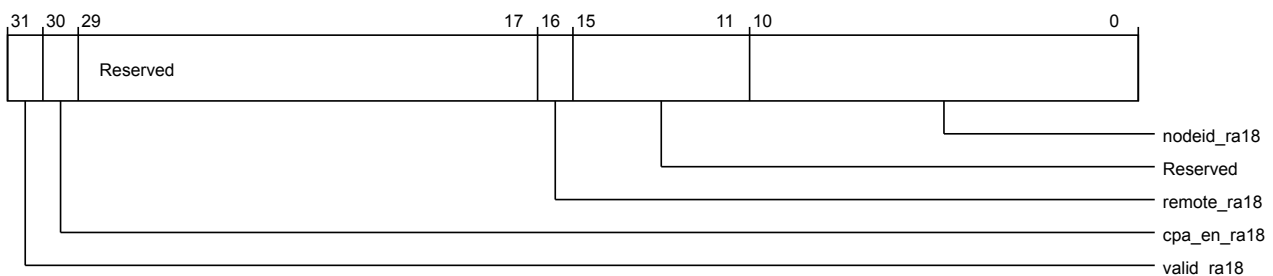 31 30 29 17 16 15 11 10 0
Reserved
nodeid_ra18
Reserved
remote_ra18
cpa_en_ra18
valid_ra18